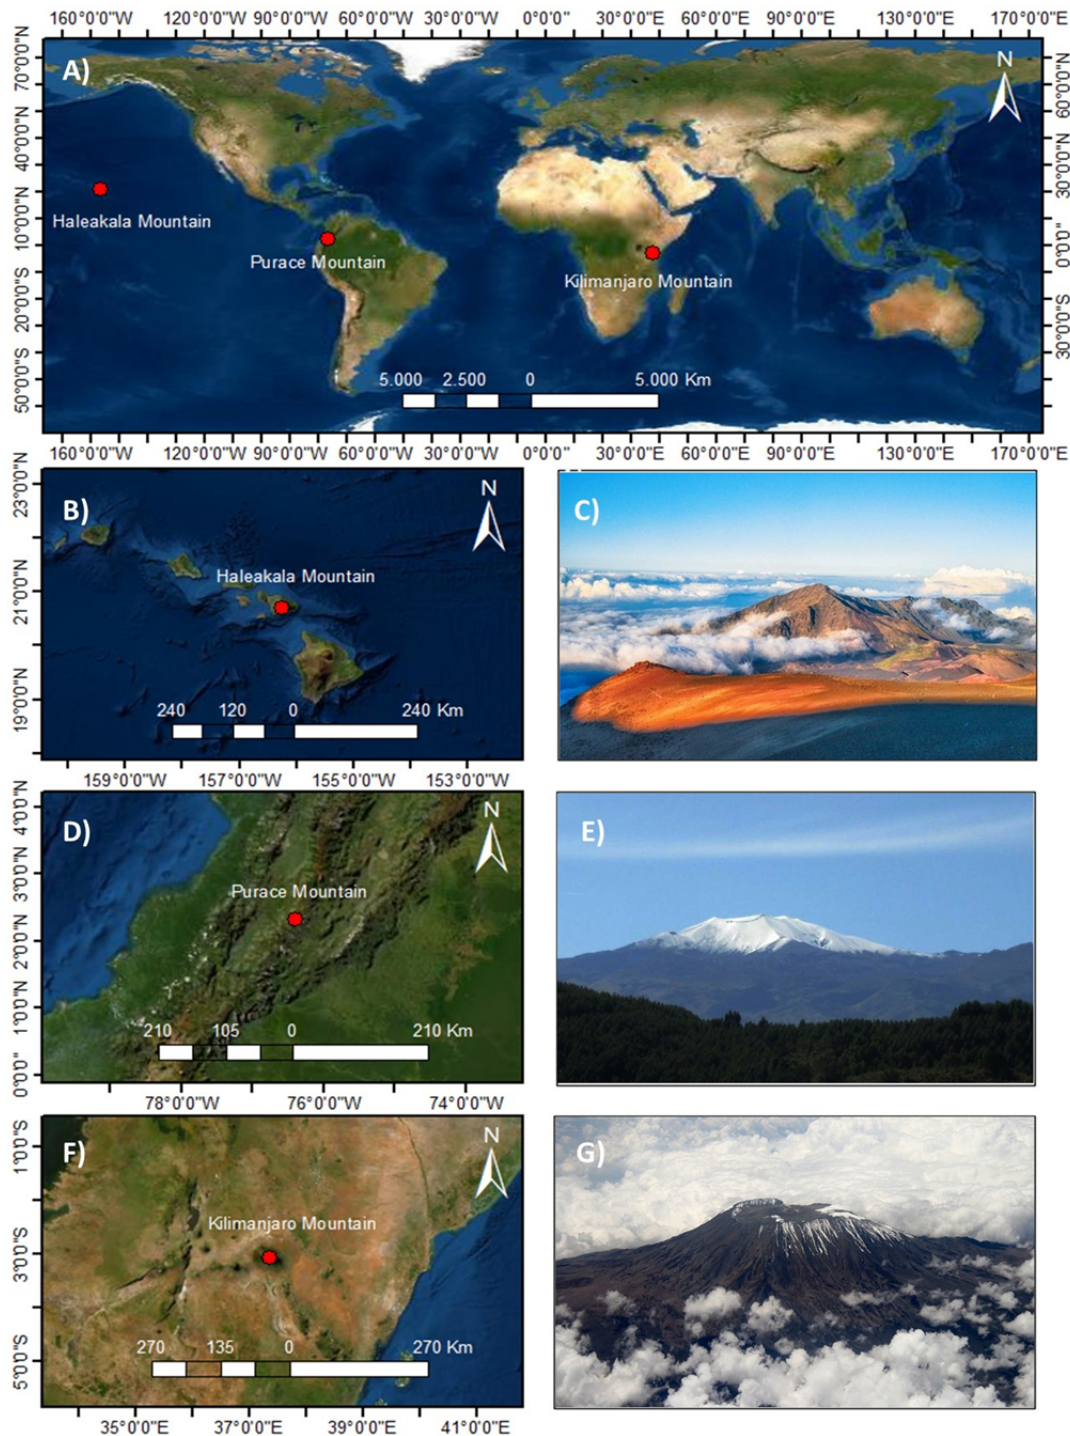 160°0'0"W 120°0'0"W 90°0'0"W 60°0'0"W 30°0'0"W 0°0'0" 30°0'0"E 60°0'0"E 90°0'0"E 130°0'0"E 170°0'0"E
A)
N
70°0'0"N
40°0'0"N
10°0'0"N
20°0'0"S
50°0'0"S
60°0'0"N
30°0'0"N
0°0'0"
30°0'0"S
Haleakala Mountain
Purace Mountain
Kilimanjaro Mountain
5.000 2.500 0 5.000 Km
160°0'0"W 120°0'0"W 90°0'0"W 60°0'0"W 30°0'0"W 0°0'0" 30°0'0"E 60°0'0"E 90°0'0"E 130°0'0"E 170°0'0"E
B)
N
23°0'0"N
21°0'0"N
19°0'0"N
Haleakala Mountain
240 120 0 240 Km
159°0'0"W 157°0'0"W 155°0'0"W 153°0'0"W
C)
D)
N
4°0'0"N
3°0'0"N
2°0'0"N
1°0'0"N
0°0'0"
Purace Mountain
210 105 0 210 Km
78°0'0"W 76°0'0"W 74°0'0"W
E)
F)
N
1°0'0"S
3°0'0"S
5°0'0"S
Kilimanjaro Mountain
270 135 0 270 Km
35°0'0"E 37°0'0"E 39°0'0"E 41°0'0"E
G)